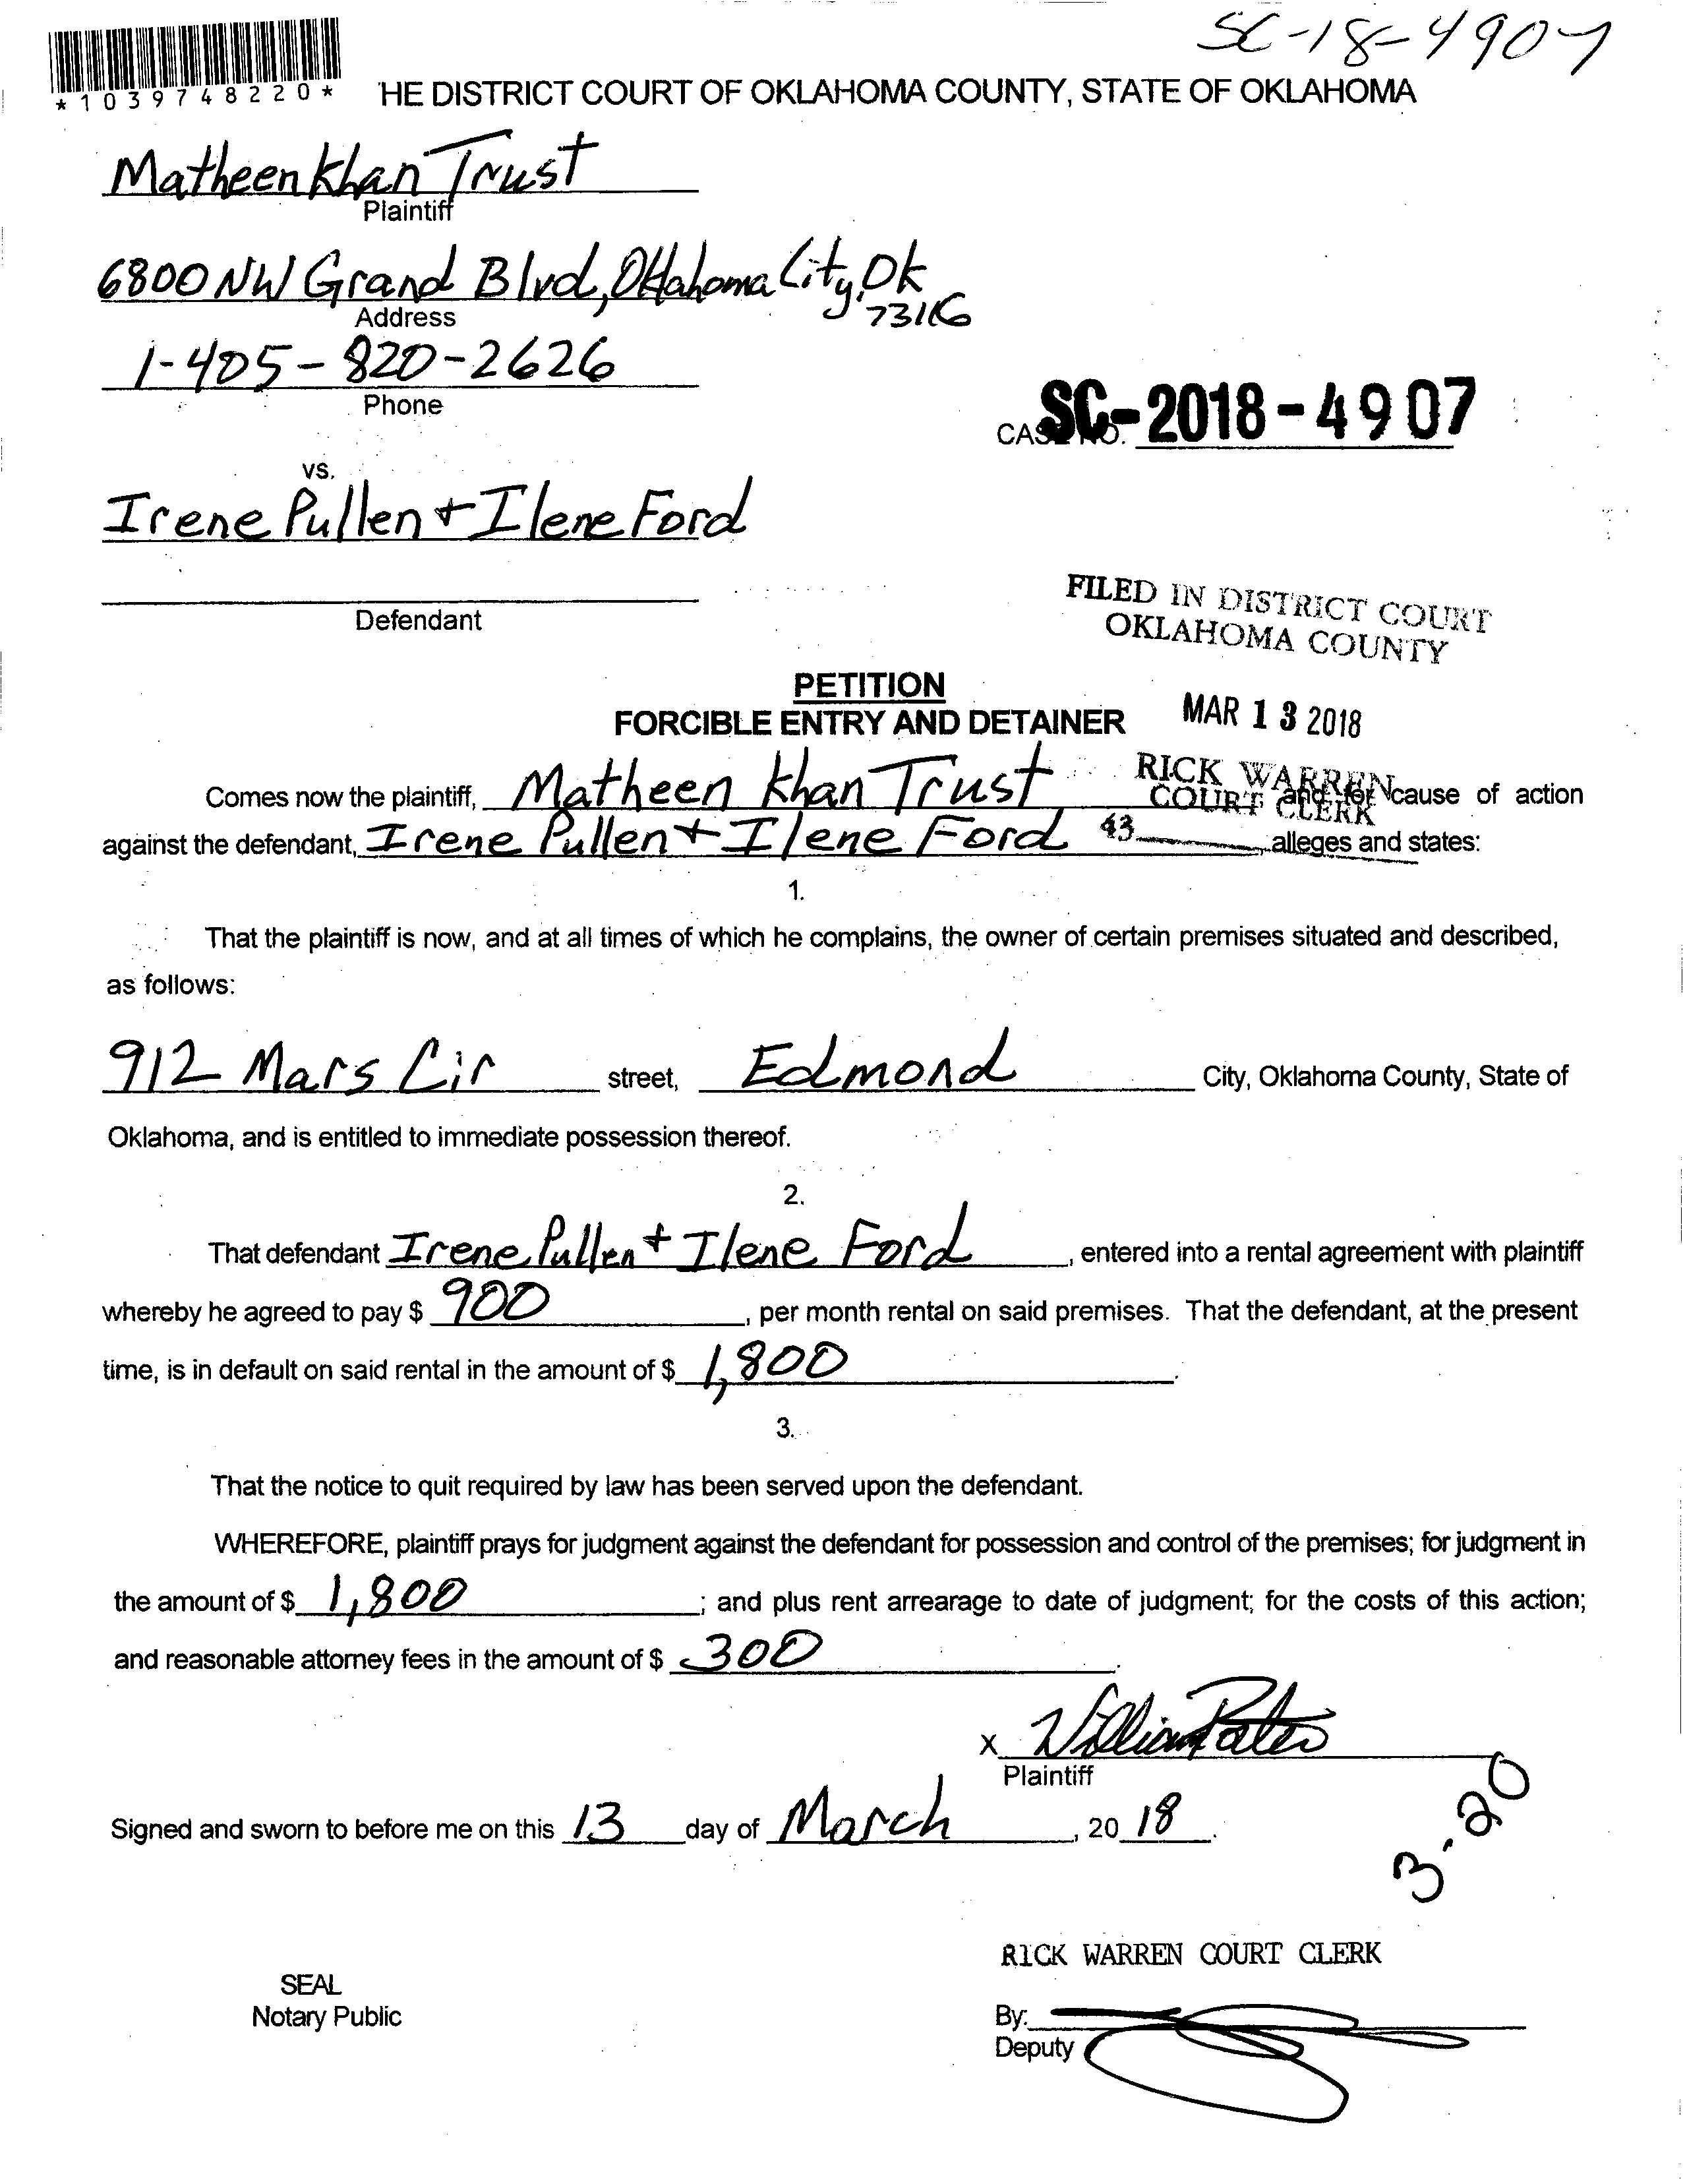 SC-18-4907
*1039748220*
HE DISTRICT COURT OF OKLAHOMA COUNTY, STATE OF OKLAHOMA
Matheen Khan Trust
Plaintiff
6800 NW Grand Blvd, Oklahoma City, Ok
73116
Address
1-405-820-2626
Phone
CASE NO. SC-2018-4907
vs.
Irene Pullen + Ilene Ford
Defendant
FILED IN DISTRICT COURT
OKLAHOMA COUNTY
PETITION
FORCIBLE ENTRY AND DETAINER
MAR 13 2018
RICK WARREN
COURT CLERK
Comes now the plaintiff, Matheen Khan Trust and for cause of action
against the defendant, Irene Pullen + Ilene Ford 43 alleges and states:
1.
That the plaintiff is now, and at all times of which he complains, the owner of certain premises situated and described,
as follows:
912 Mars Cir street, Edmond City, Oklahoma County, State of
Oklahoma, and is entitled to immediate possession thereof.
2.
That defendant Irene Pullen + Ilene Ford, entered into a rental agreement with plaintiff
whereby he agreed to pay $ 900, per month rental on said premises. That the defendant, at the present
time, is in default on said rental in the amount of $ 1,800.
3.
That the notice to quit required by law has been served upon the defendant.
WHEREFORE, plaintiff prays for judgment against the defendant for possession and control of the premises; for judgment in
the amount of $ 1,800; and plus rent arrearage to date of judgment; for the costs of this action;
and reasonable attorney fees in the amount of $ 300.
X William
Plaintiff
Signed and sworn to before me on this 13 day of March, 20 18.
3-20
RICK WARREN COURT CLERK
SEAL
Notary Public
By:
Deputy